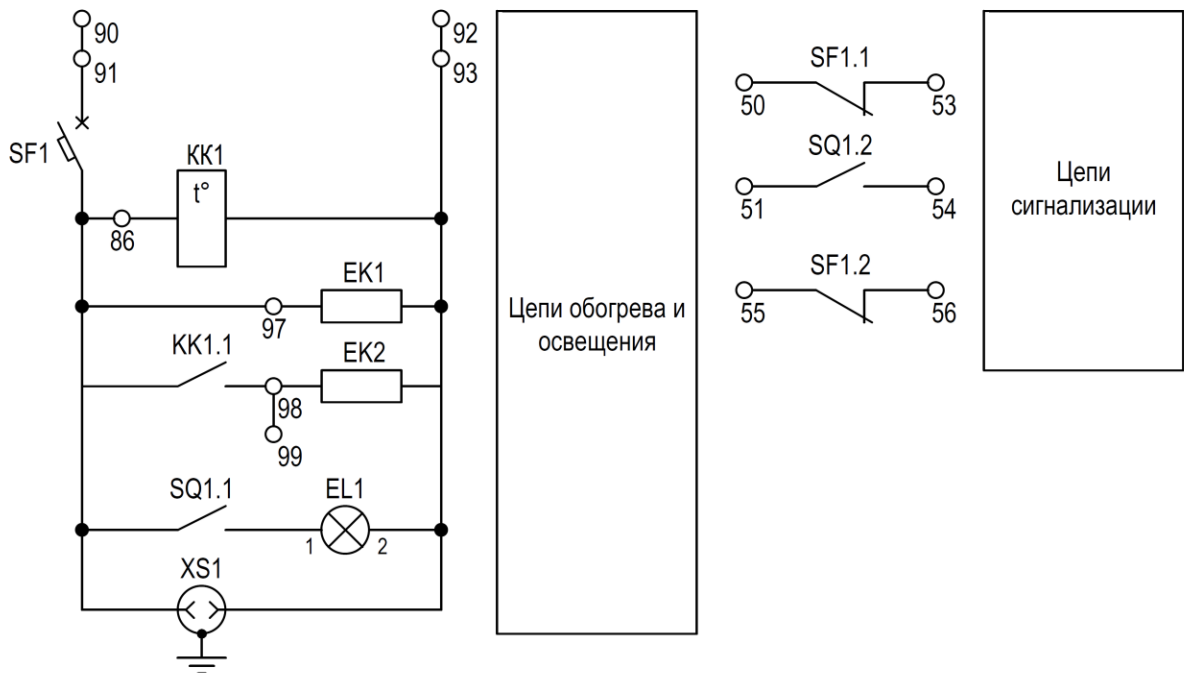 90
91
92
93
SF1
KK1
t°
86
EK1
97
KK1.1
EK2
98
99
SQ1.1
EL1
1
2
XS1
Цепи обогрева и
освещения
SF1.1
50
53
SQ1.2
51
54
SF1.2
55
56
Цепи
сигнализации